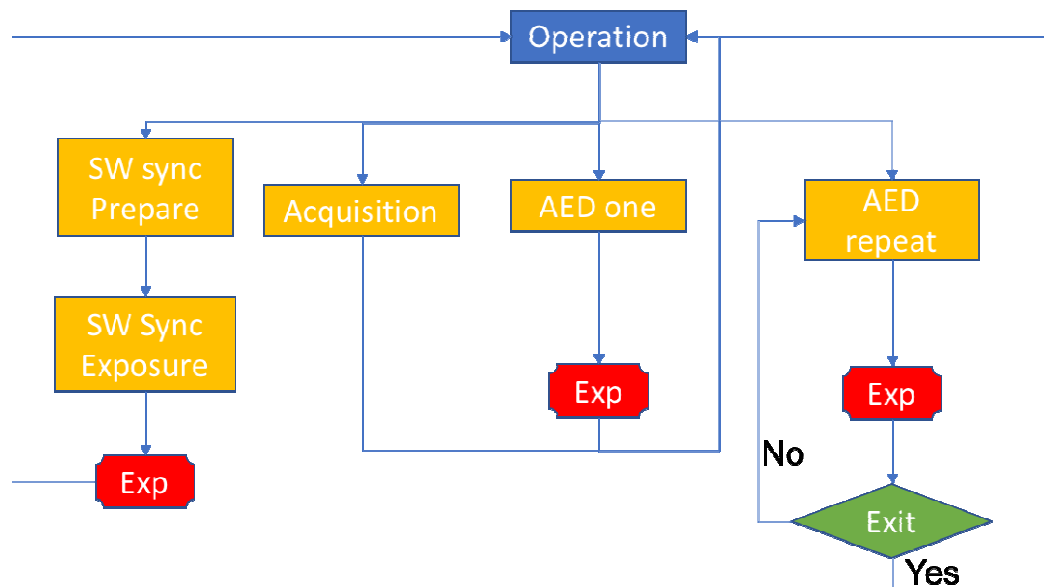 Operation
SW sync
Prepare
Acquisition
AED one
AED
repeat
SW Sync
Exposure
Exp
Exp
No
Exp
Exit
Yes